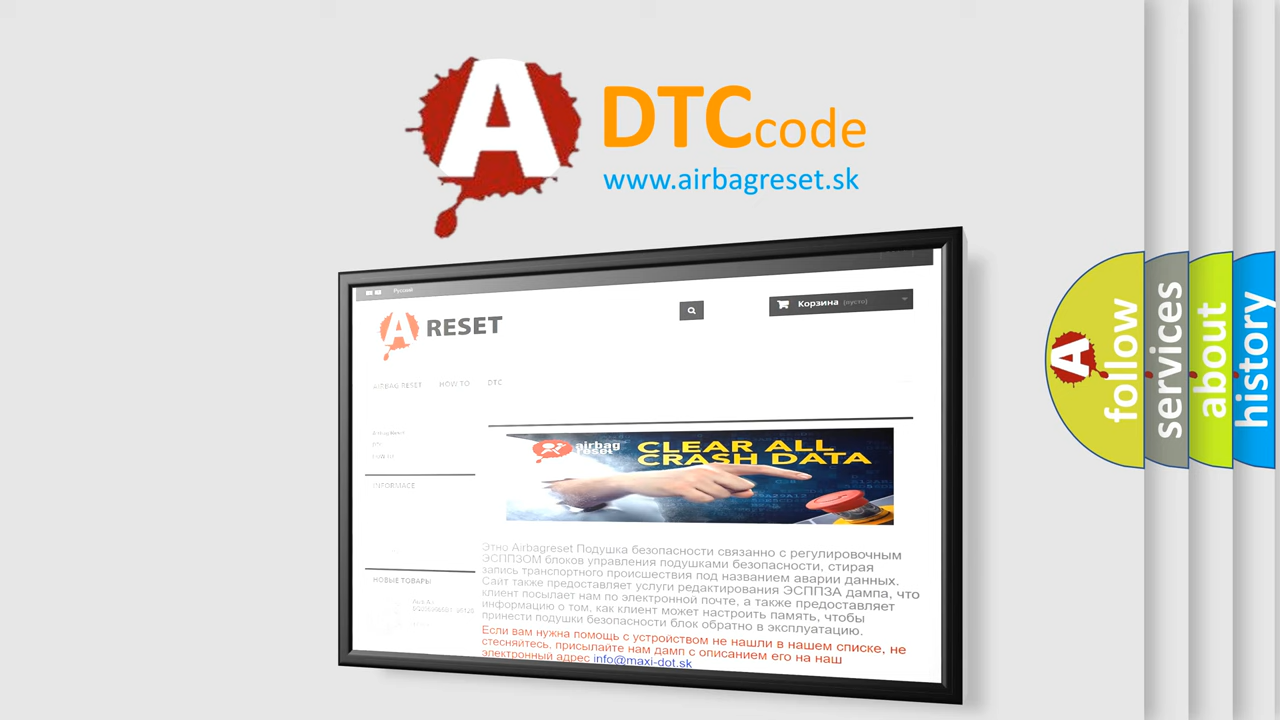 A DTCcode
www.airbagreset.sk
Русский
A RESET
Корзина (пусто)
AIRBAG RESET HOW TO DTC
Airbag Reset
DTC
INFORMACE
airbag
reset
CLEAR ALL
CRASH DATA
Этно Airbagreset Подушка безопасности связанно с регулировочным
ЭСППЗОМ блоков управления подушками безопасности, стирая
запись транспортного происшествия под названием аварии данных.
Сайт также предоставляет услуги редактирования ЭСППЗА дампа, что
клиент посылает нам по электронной почте, а также предоставляет
информацию о том, как клиент может настроить память, чтобы
принести подушки безопасности блок обратно в эксплуатацию.
Если вам нужна помощь с устройством не нашли в нашем списке, не
стесняйтесь, присылайте нам дамп с описанием его на наш
электронный адрес info@maxi-dot.sk
НОВЫЕ ТОВАРЫ
A follow
services
about
history